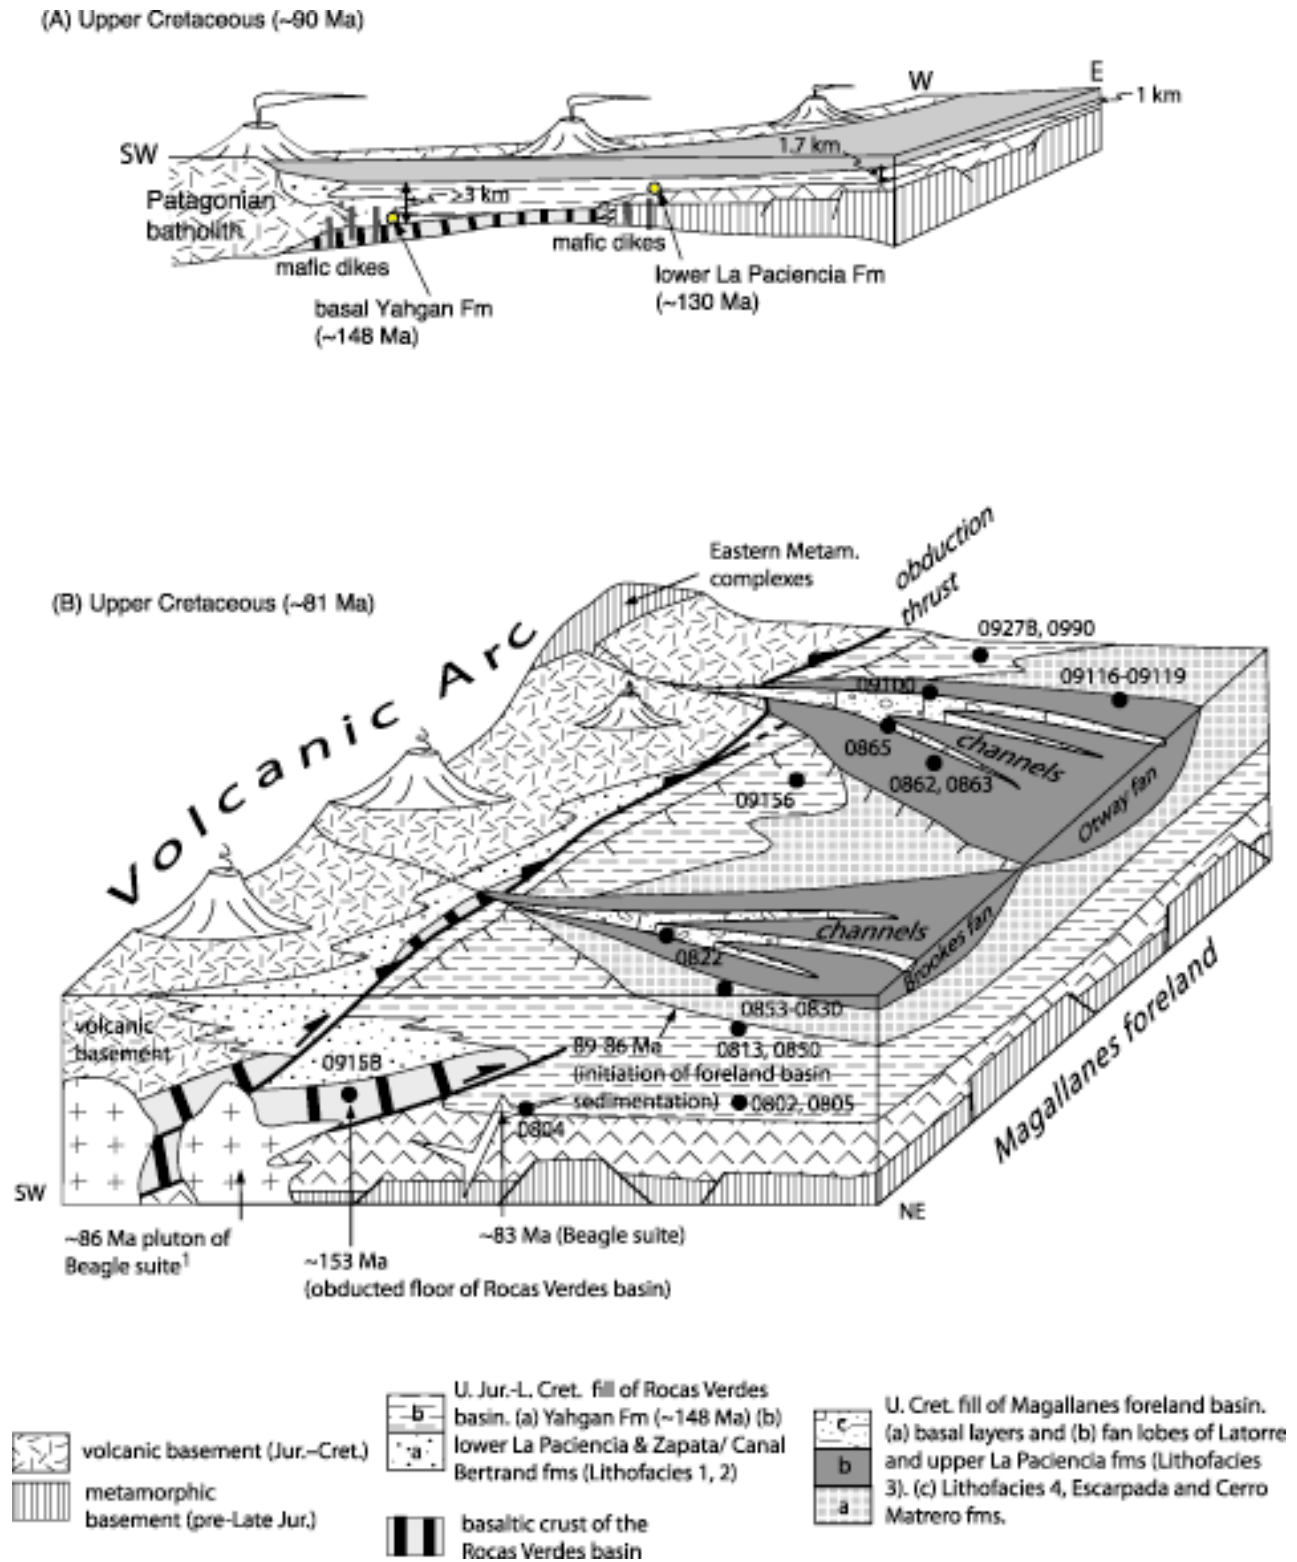 (A) Upper Cretaceous (~90 Ma)
W
E
1 km
SW
1.7 km
Patagonian
batholith
>3 km
mafic dikes
mafic dikes
lower La Paciencia Fm
(~130 Ma)
basal Yahgan Fm
(~148 Ma)
(B) Upper Cretaceous (~81 Ma)
Eastern Metam.
complexes
obduction
thrust
Volcanic Arc
0927B, 0990
09116-09119
09100
0865
channels
0862, 0863
Otway fan
09156
channels
Brookes fan
0822
0853-0830
volcanic
basement
0915B
89-86 Ma
(initiation of foreland basin
sedimentation)
0813, 0850
0802, 0805
0804
Magallanes foreland
SW
NE
~86 Ma pluton of
Beagle suite1
~83 Ma (Beagle suite)
~153 Ma
(obducted floor of Rocas Verdes basin)
volcanic basement (Jur.–Cret.)
metamorphic
basement (pre-Late Jur.)
b
a
U. Jur.-L. Cret. fill of Rocas Verdes
basin. (a) Yahgan Fm (~148 Ma) (b)
lower La Paciencia & Zapata/ Canal
Bertrand fms (Lithofacies 1, 2)
basaltic crust of the
Rocas Verdes basin
c
b
a
U. Cret. fill of Magallanes foreland basin.
(a) basal layers and (b) fan lobes of Latorre
and upper La Paciencia fms (Lithofacies
3). (c) Lithofacies 4, Escarpada and Cerro
Matrero fms.